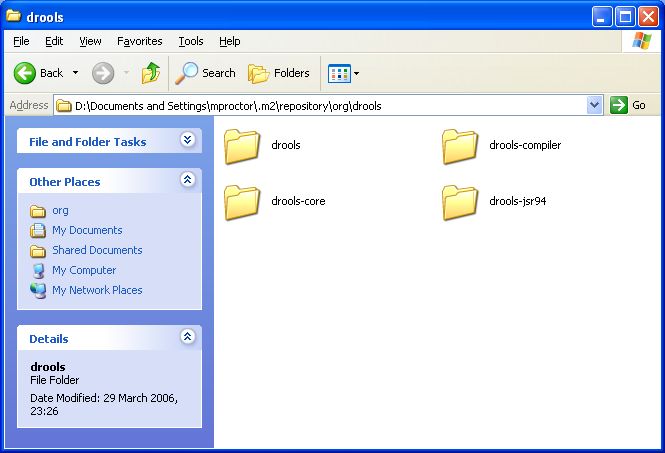 drools
File Edit View Favorites Tools Help
Back Search Folders
Address D:\Documents and Settings\mproctor\.m2\repository\org\drools Go
File and Folder Tasks
Other Places
org
My Documents
Shared Documents
My Computer
My Network Places
Details
drools
File Folder
Date Modified: 29 March 2006,
23:26
drools drools-compiler
drools-core drools-jsr94